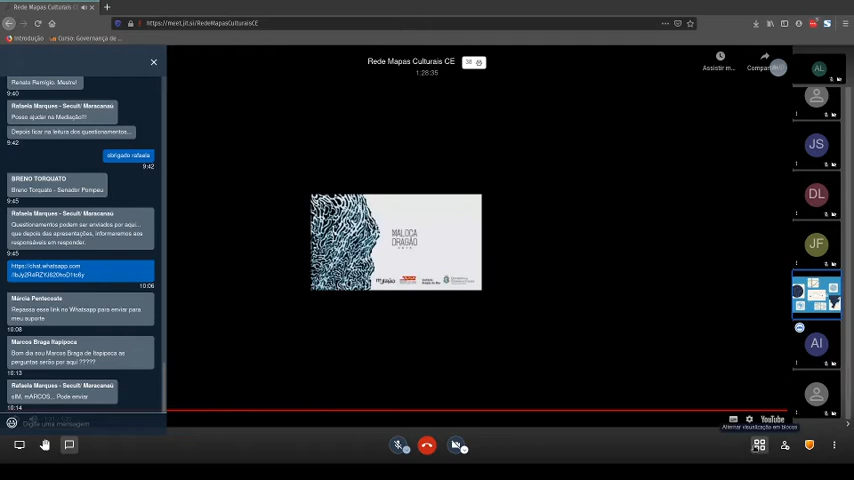 Jitsi Meet | Rede Mapas Culturais CE
https://meet.jit.si/RedeMapasCulturaisCE
Introdução
Curso: Governança de ...
Rede Mapas Culturais CE
38
1:28:35
Assistir m...
Renato Remígio. Mestre!
9:40
Rafaela Marques - Secult/ Maracanaú
Posso ajudar na Mediação!!!
Depois ficar na leitura dos questionamentos...
9:42
obrigado rafaela
9:42
BRENO TORQUATO
Breno Torquato - Senador Pompeu
9:45
Rafaela Marques - Secult/ Maracanaú
Questionamentos podem ser enviados por aqui...
que depois das apresentações, informaremos aos
responsáveis em responder.
9:45
https://chat.whatsapp.com
10:06
Márcia Pentecoste
Repassa esse link no Whatsapp para enviar para
meu suporte
10:08
Marcos Braga Itapipoca
Bom dia sou Marcos Braga de Itapipoca as
perguntas serão por aqui ?????
10:13
Rafaela Marques - Secult/ Maracanaú
sIM, mARCOS... Pode enviar
10:14
Digite uma mensagem
MALOCA
DRAGÃO
AL
JS
DL
JF
AI
YouTube
Alternar visualização em blocos